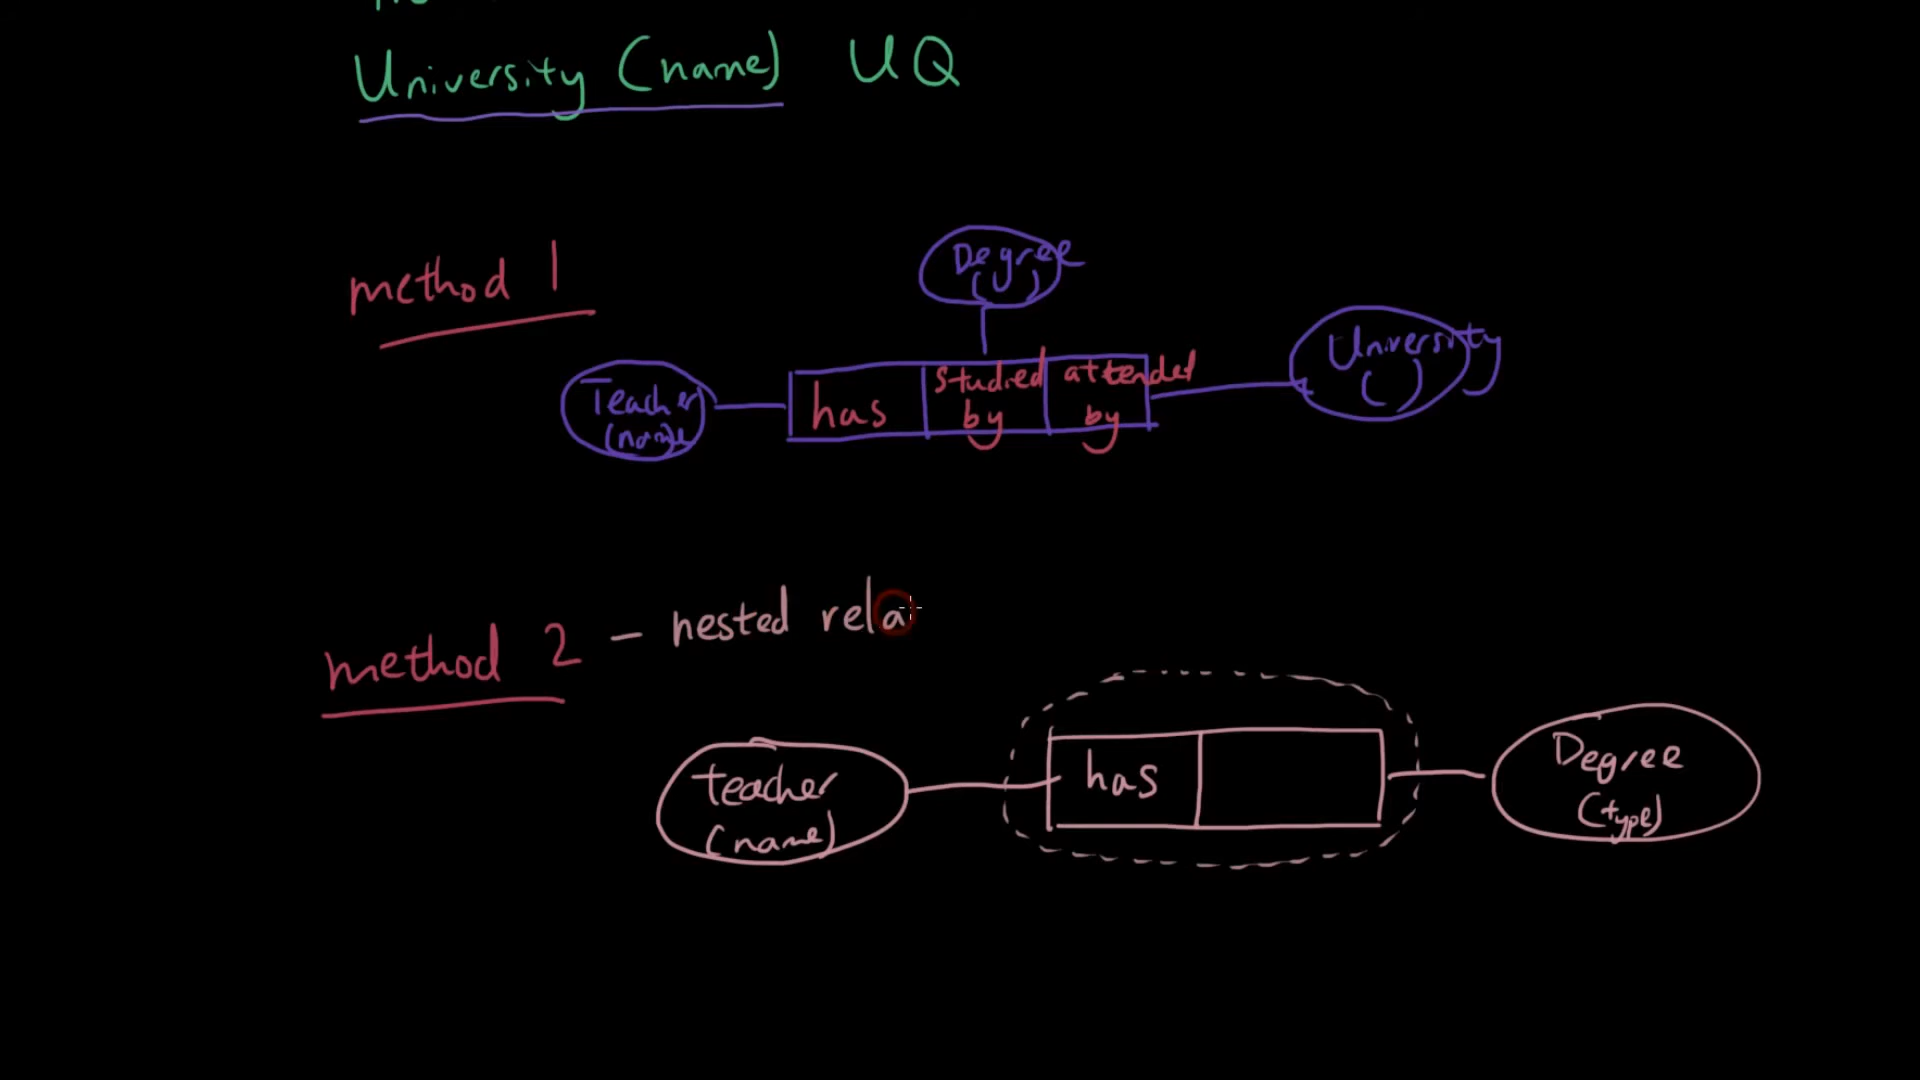 University (name) UQ
method 1
Degree
( )
University
( )
Teacher
(name)
has
studied
by
attended
by
method 2 – nested rela
teacher
(name)
has
Degree
(type)